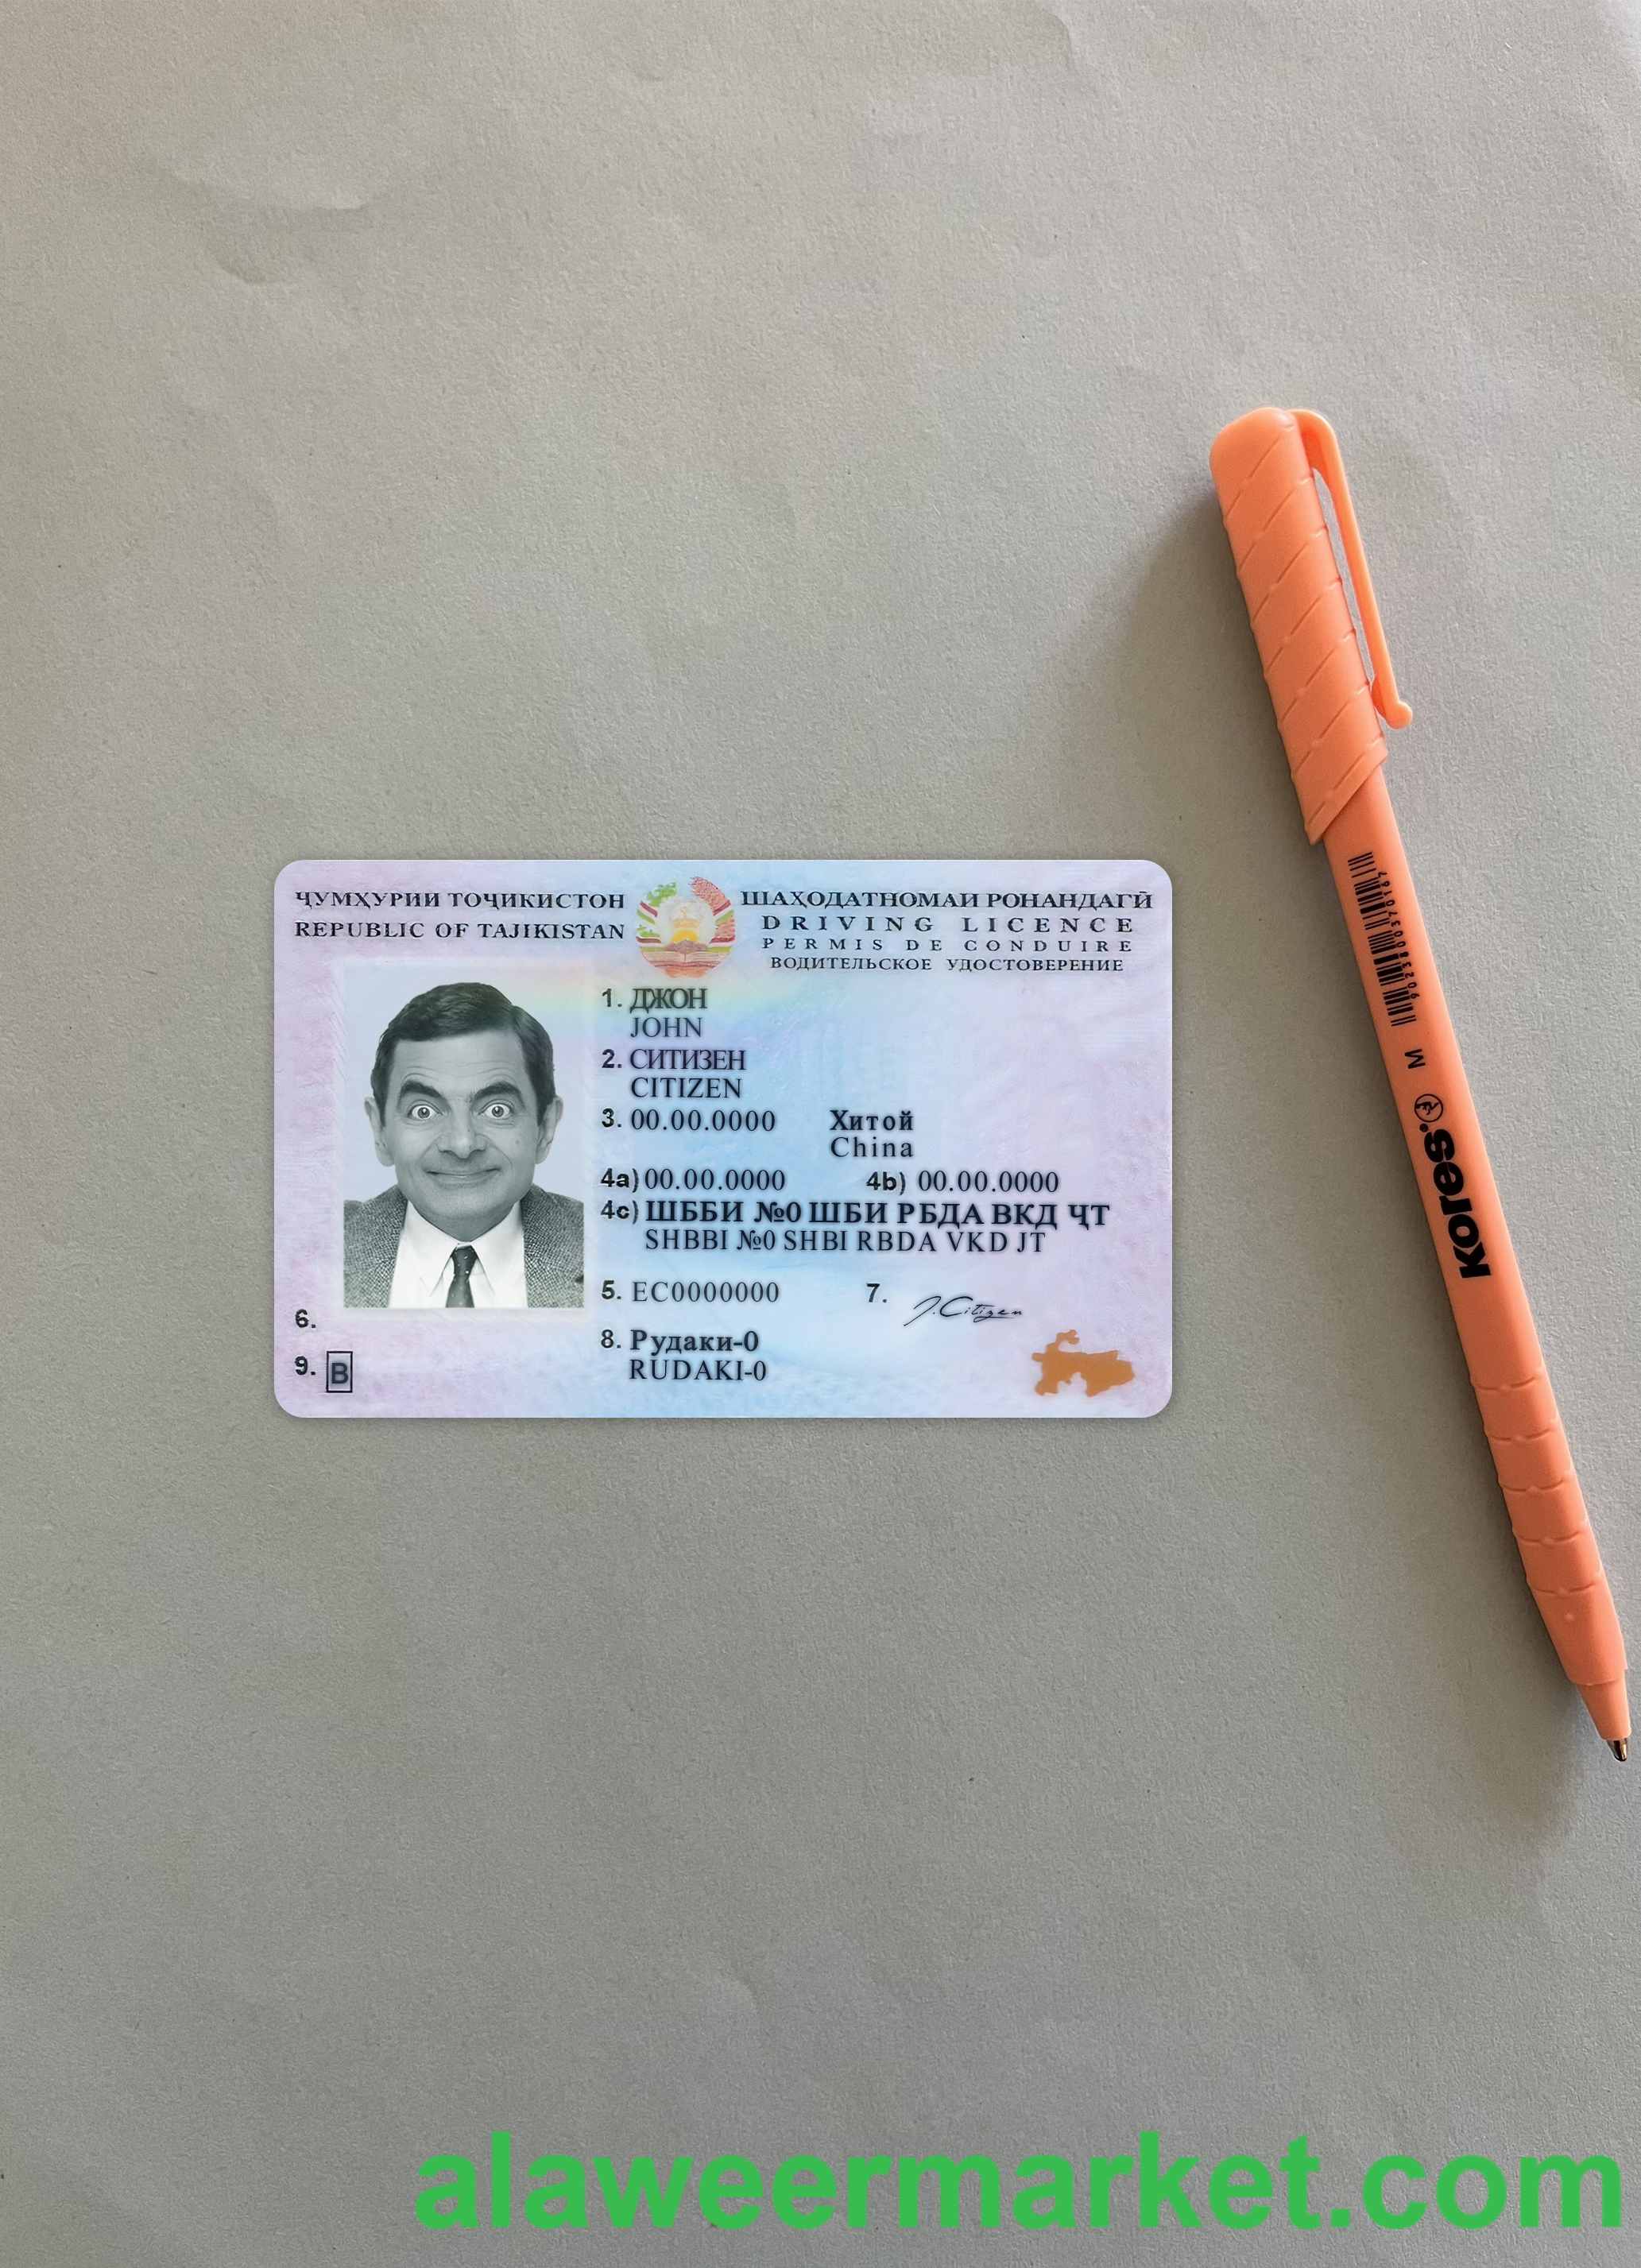 ҶУМҲУРИИ ТОҶИКИСТОН
REPUBLIC OF TAJIKISTAN
ШАҲОДАТНОМАИ РОНАНДАГӢ
DRIVING LICENCE
PERMIS DE CONDUIRE
ВОДИТЕЛЬСКОЕ УДОСТОВЕРЕНИЕ
1. ДЖОН
JOHN
2. СИТИЗЕН
CITIZEN
3. 00.00.0000 Хитой
China
4a) 00.00.0000 4b) 00.00.0000
4c) ШББИ №0 ШБИ РБДА ВКД ҶТ
SHBBI №0 SHBI RBDA VKD JT
5. EC0000000 7. J.Citizen
6.
8. Рудаки-0
RUDAKI-0
9. B
9023800370787
M
Kores
alaweermarket.com